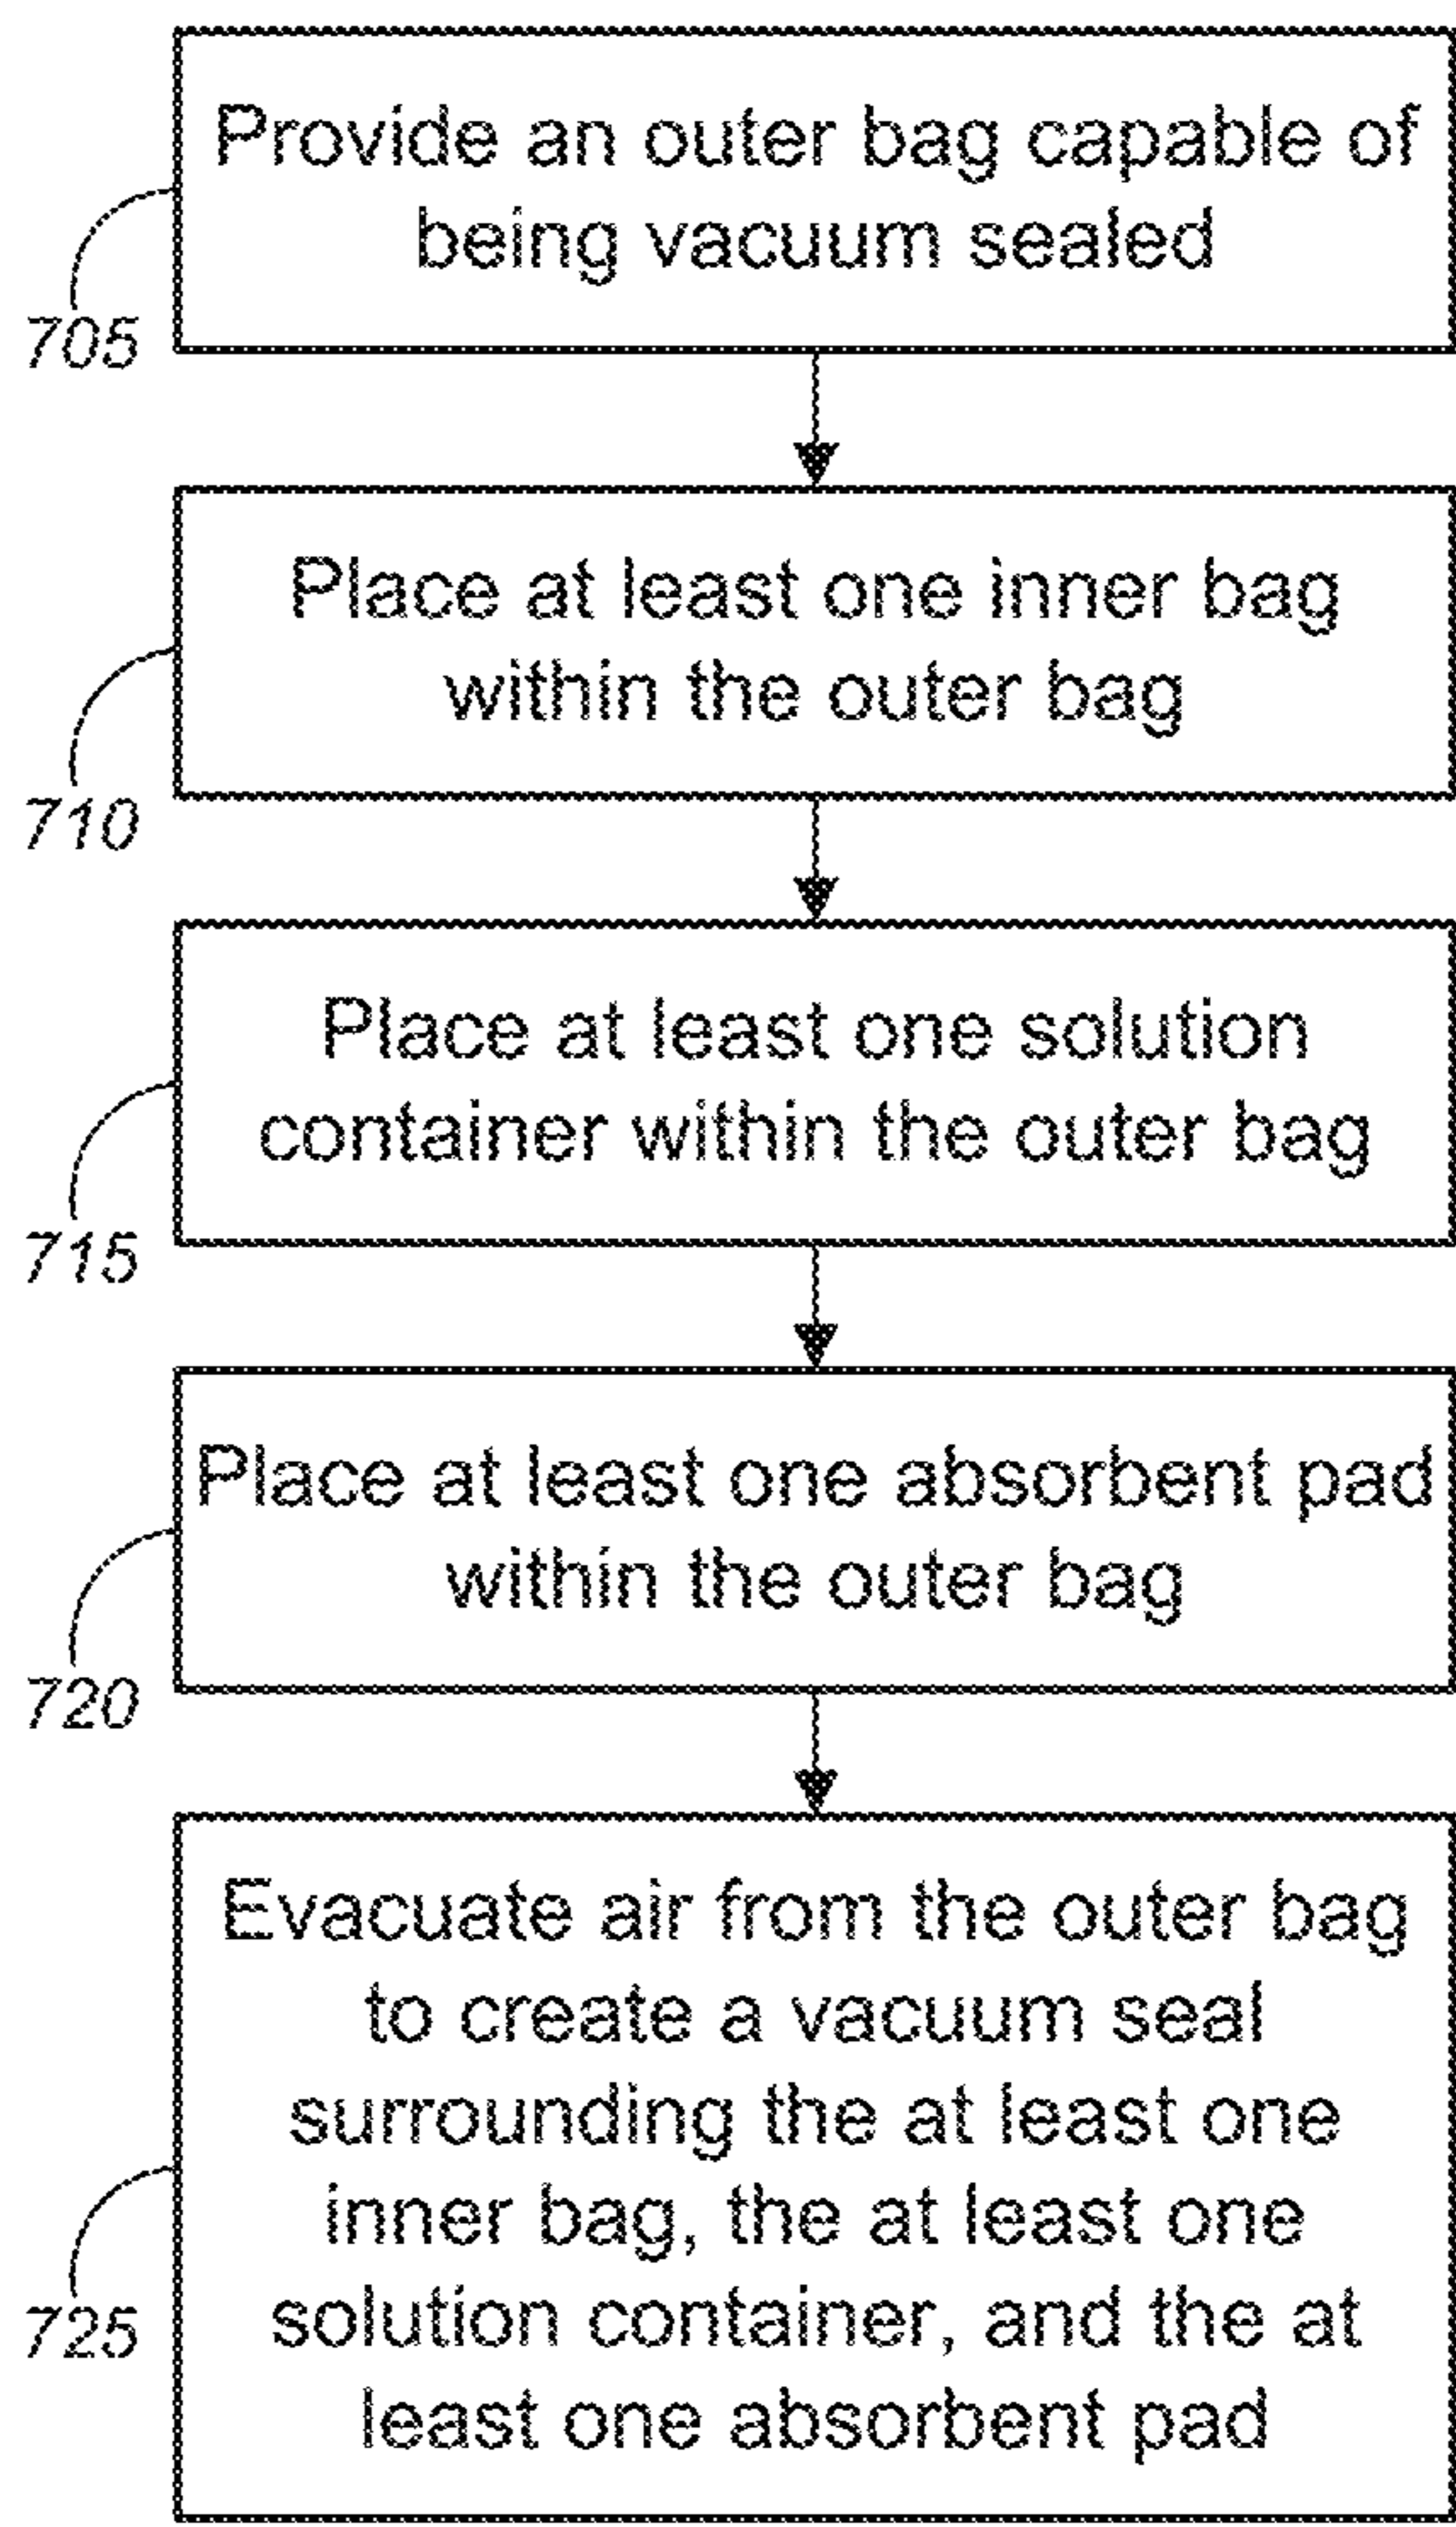 Provide an outer bag capable of
being vacuum sealed
705
Place at least one inner bag
within the outer bag
710
Place at least one solution
container within the outer bag
715
Place at least one absorbent pad
within the outer bag
720
Evacuate air from the outer bag
to create a vacuum seal
surrounding the at least one
inner bag, the at least one
solution container, and the at
least one absorbent pad
725